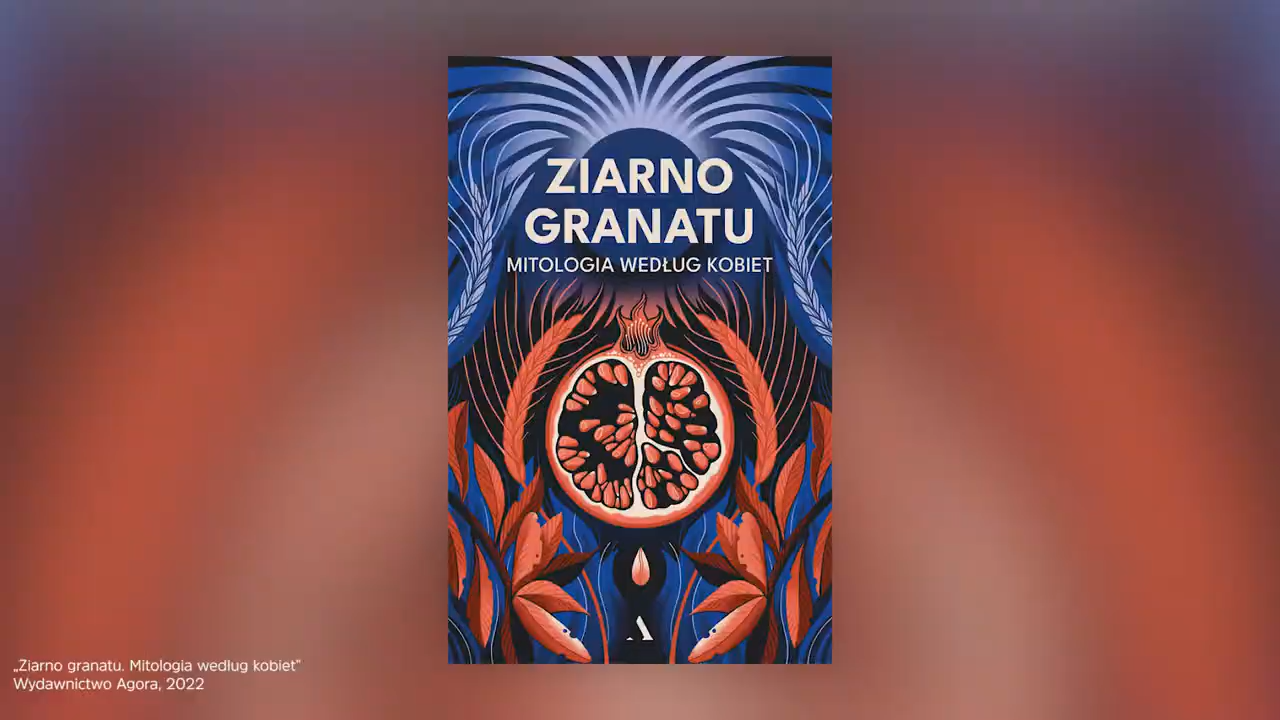 ZIARNO
GRANATU
MITOLOGIA WEDŁUG KOBIET
„Ziarno granatu. Mitologia według kobiet”
Wydawnictwo Agora, 2022